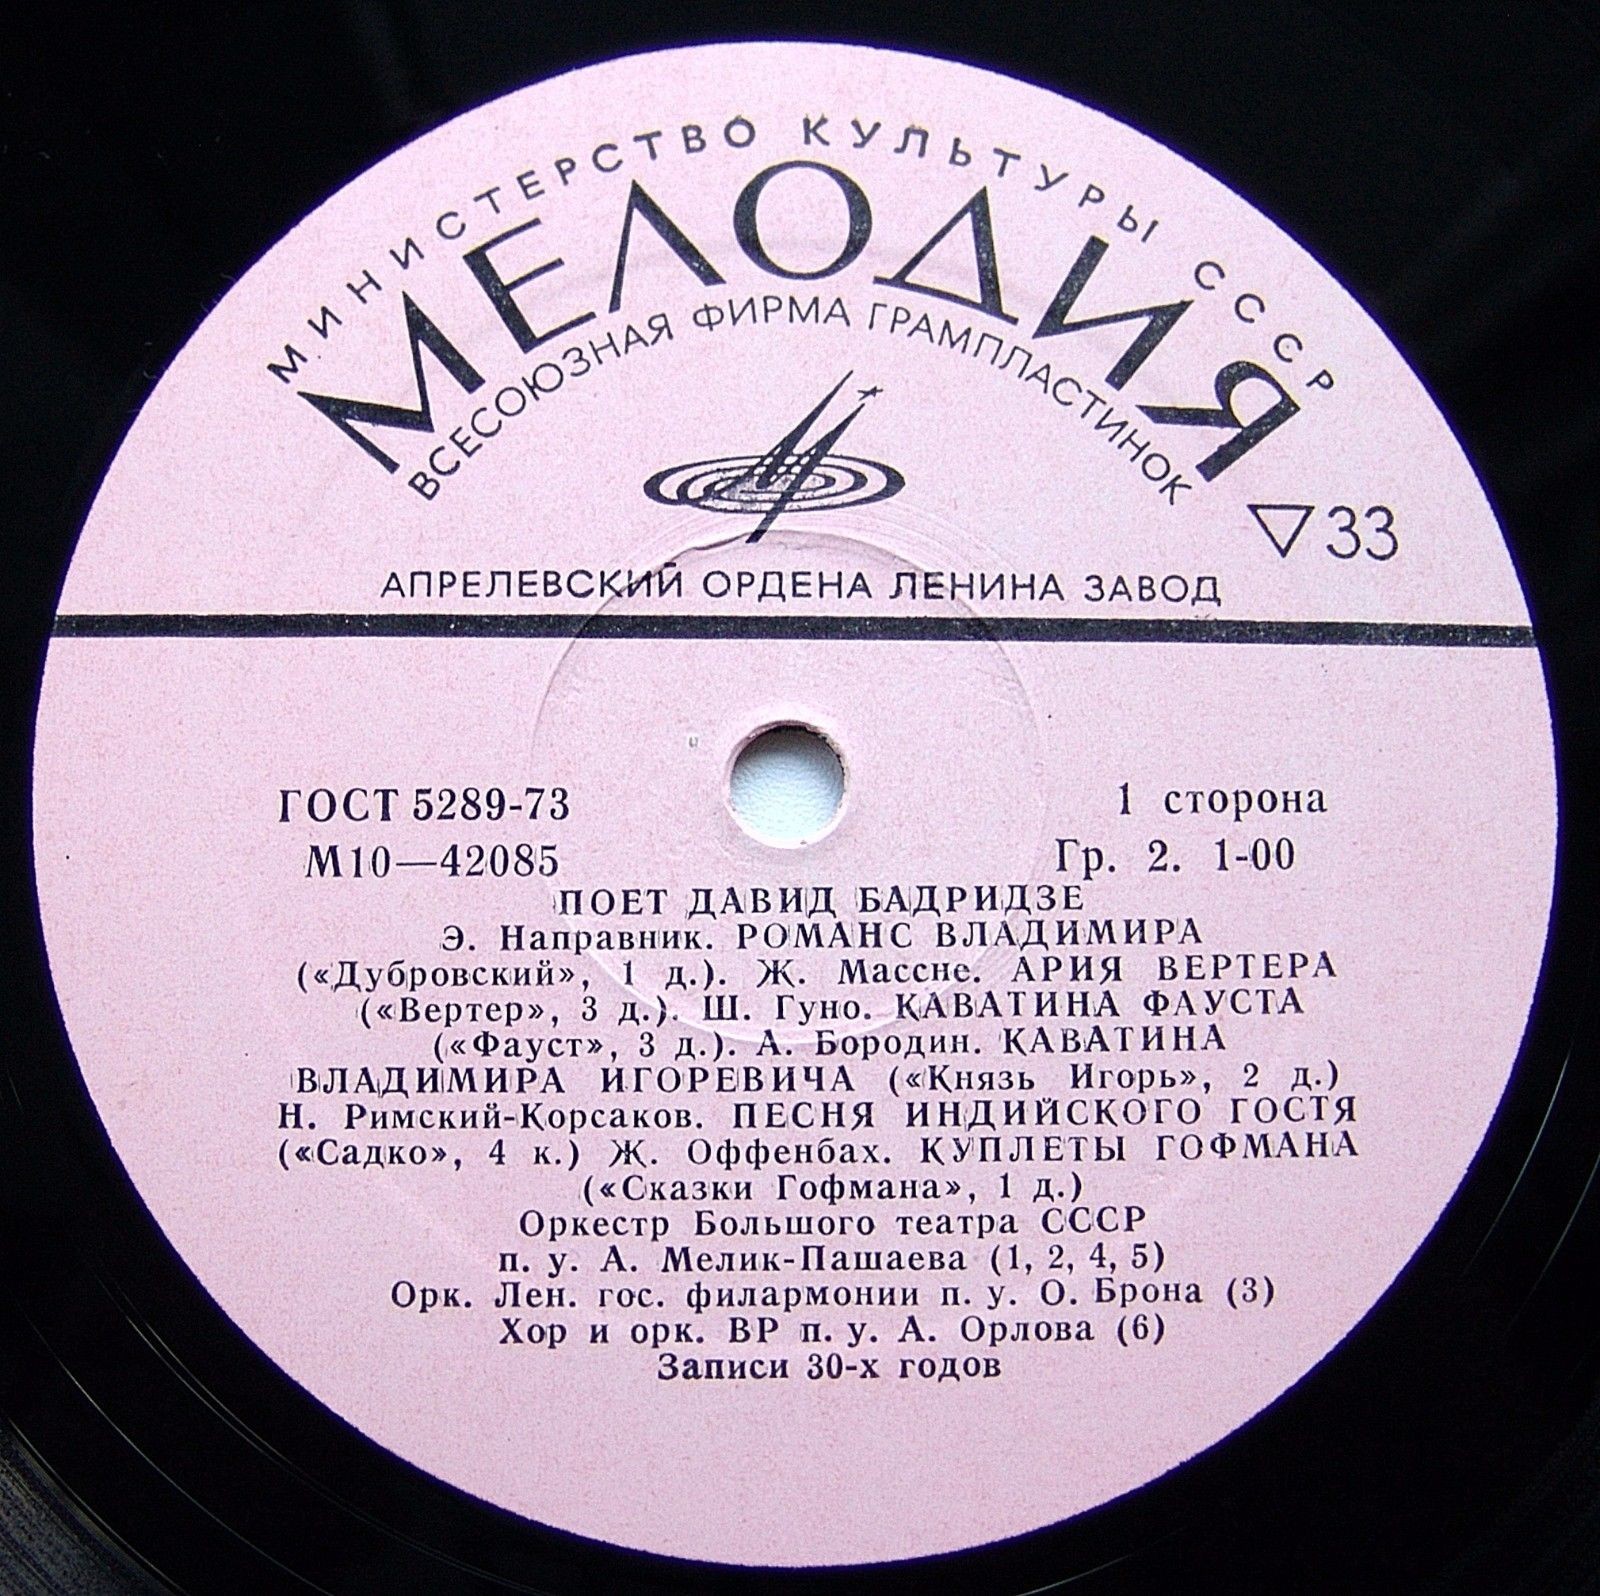 МИНИСТЕРСТВО КУЛЬТУРЫ СССР
МЕЛОДИЯ
ВСЕСОЮЗНАЯ ФИРМА ГРАМПЛАСТИНОК
▽33
АПРЕЛЕВСКИЙ ОРДЕНА ЛЕНИНА ЗАВОД
ГОСТ 5289-73
1 сторона
М10—42085
Гр. 2. 1-00
ПОЕТ ДАВИД БАДРИДЗЕ
Э. Направник. РОМАНС ВЛАДИМИРА
(«Дубровский», 1 д.). Ж. Массне. АРИЯ ВЕРТЕРА
(«Вертер», 3 д.). Ш. Гуно. КАВАТИНА ФАУСТА
(«Фауст», 3 д.). А. Бородин. КАВАТИНА
ВЛАДИМИРА ИГОРЕВИЧА («Князь Игорь», 2 д.)
Н. Римский-Корсаков. ПЕСНЯ ИНДИЙСКОГО ГОСТЯ
(«Садко», 4 к.) Ж. Оффенбах. КУПЛЕТЫ ГОФМАНА
(«Сказки Гофмана», 1 д.)
Оркестр Большого театра СССР
п. у. А. Мелик-Пашаева (1, 2, 4, 5)
Орк. Лен. гос. филармонии п. у. О. Брона (3)
Хор и орк. ВР п. у. А. Орлова (6)
Записи 30-х годов